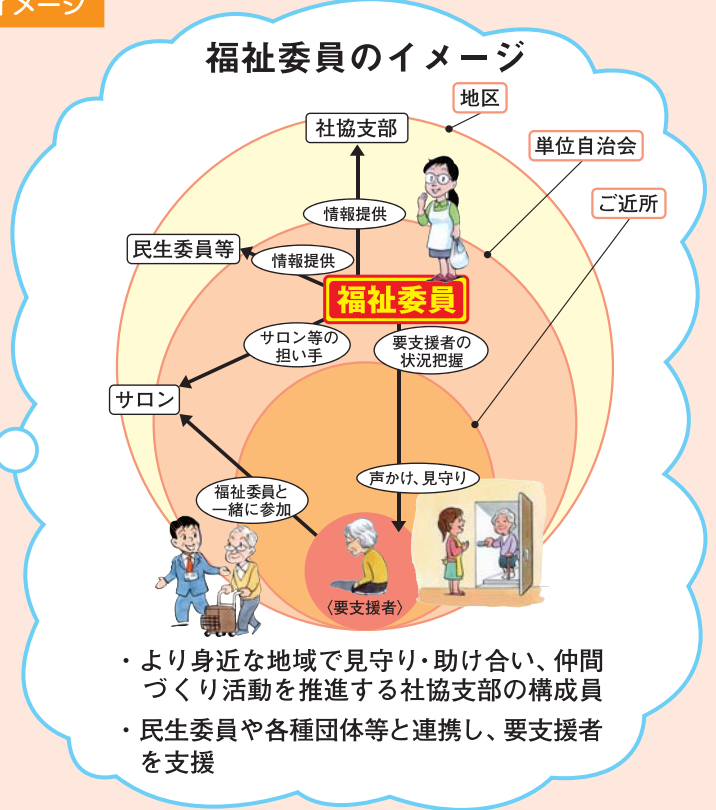 イメージ
福祉委員のイメージ
地区
社協支部
単位自治会
ご近所
情報提供
民生委員等
情報提供
福祉委員
サロン等の
担い手
要支援者の
状況把握
サロン
声かけ、見守り
福祉委員と
一緒に参加
〈要支援者〉
・より身近な地域で見守り・助け合い、仲間
づくり活動を推進する社協支部の構成員
・民生委員や各種団体等と連携し、要支援者
を支援